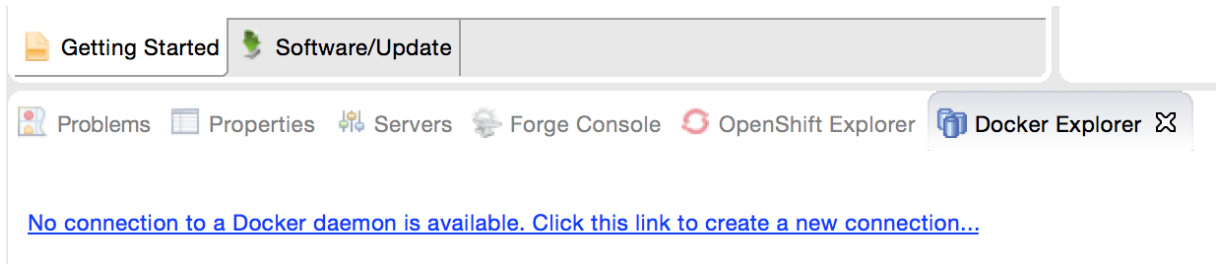 Getting Started Software/Update
Problems Properties Servers Forge Console OpenShift Explorer Docker Explorer
No connection to a Docker daemon is available. Click this link to create a new connection...